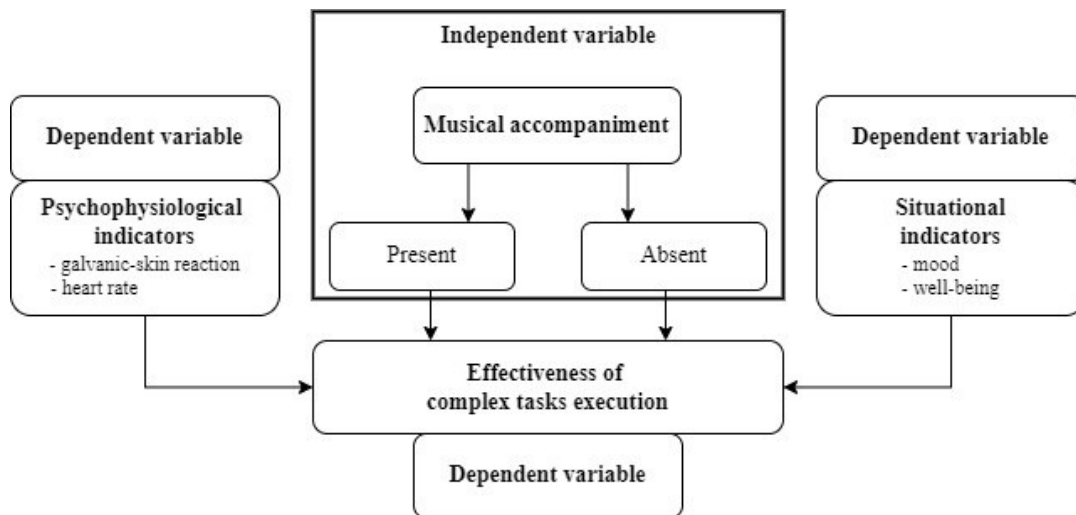 Independent variable
Musical accompaniment
Present
Absent
Dependent variable
Psychophysiological
indicators
- galvanic-skin reaction
- heart rate
Dependent variable
Situational
indicators
- mood
- well-being
Effectiveness of
complex tasks execution
Dependent variable